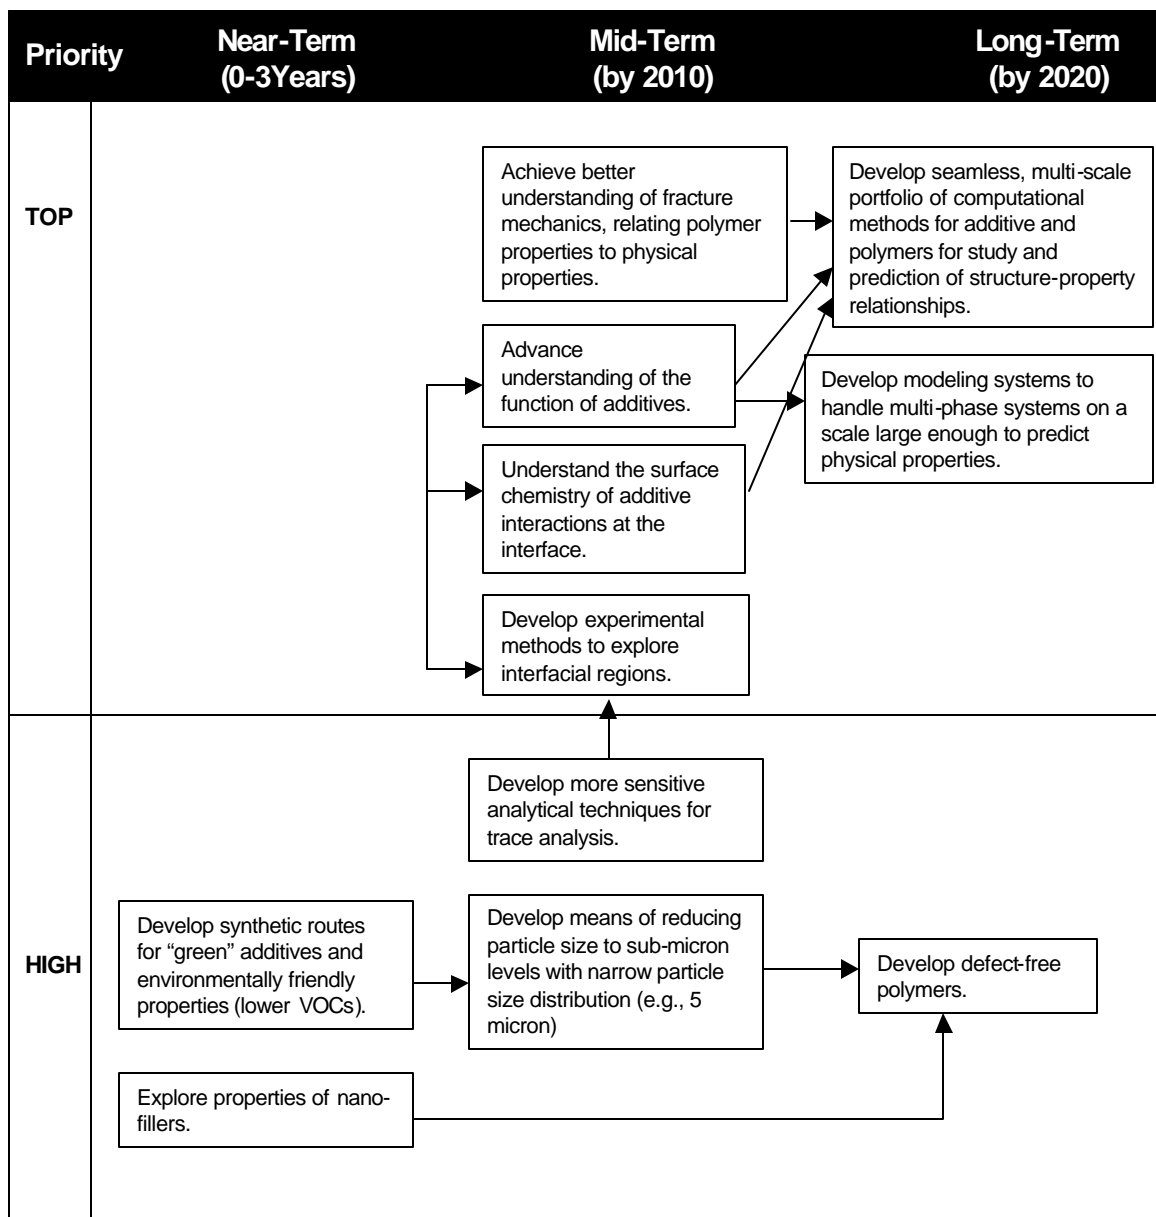 Priority
Near-Term
(0-3Years)
Mid-Term
(by 2010)
Long-Term
(by 2020)
TOP
Achieve better
understanding of fracture
mechanics, relating polymer
properties to physical
properties.
Develop seamless, multi-scale
portfolio of computational
methods for additive and
polymers for study and
prediction of structure-property
relationships.
Advance
understanding of the
function of additives.
Develop modeling systems to
handle multi-phase systems on a
scale large enough to predict
physical properties.
Understand the surface
chemistry of additive
interactions at the
interface.
Develop experimental
methods to explore
interfacial regions.
HIGH
Develop more sensitive
analytical techniques for
trace analysis.
Develop synthetic routes
for “green” additives and
environmentally friendly
properties (lower VOCs).
Develop means of reducing
particle size to sub-micron
levels with narrow particle
size distribution (e.g., 5
micron)
Develop defect-free
polymers.
Explore properties of nano-
fillers.